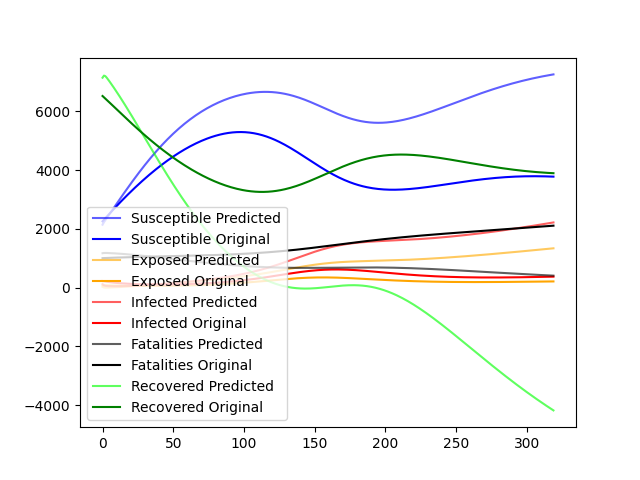 6000
4000
2000
0
−2000
−4000
Susceptible Predicted
Susceptible Original
Exposed Predicted
Exposed Original
Infected Predicted
Infected Original
Fatalities Predicted
Fatalities Original
Recovered Predicted
Recovered Original
0 50 100 150 200 250 300